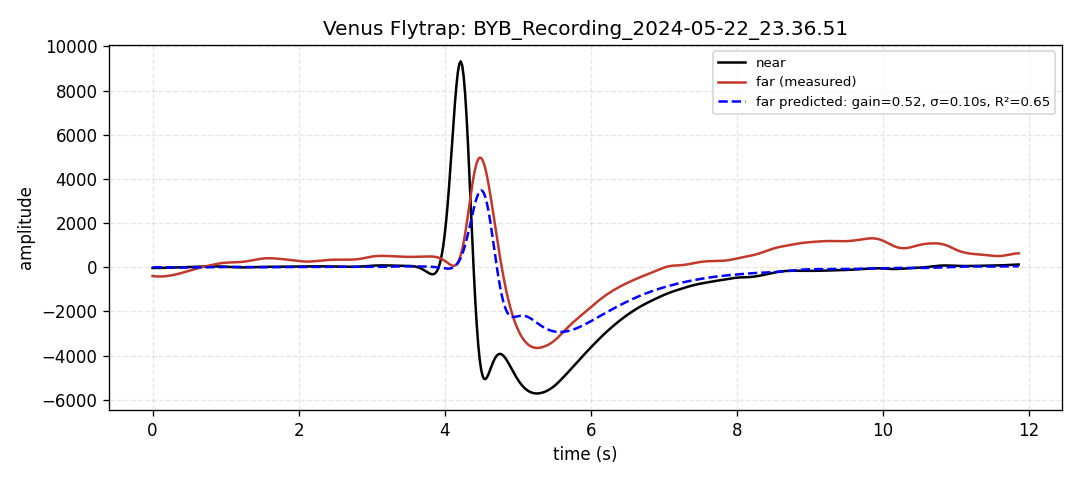 Venus Flytrap: BYB_Recording_2024-05-22_23.36.51
near
far (measured)
far predicted: gain=0.52, σ=0.10s, R²=0.65
amplitude
10000
8000
6000
4000
2000
0
−2000
−4000
−6000
0 2 4 6 8 10 12
time (s)